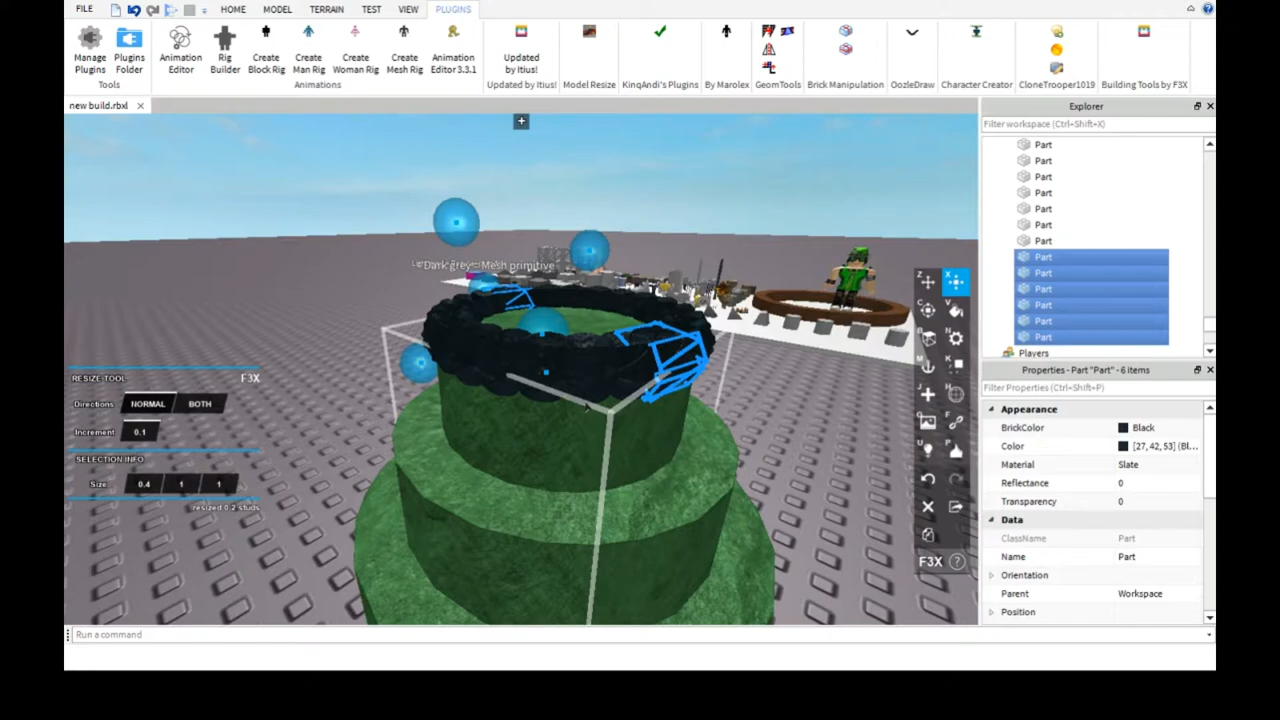 FILE HOME MODEL TERRAIN TEST VIEW PLUGINS
Manage Plugins
Plugins Folder
Animation Editor
Rig Builder
Create Block Rig
Create Man Rig
Create Woman Rig
Create Mesh Rig
Animation Editor 3.3.1
Updated by Itius!
Tools
Animations
Updated by Itius!
Model Resize
KinqAndi's Plugins
By Marolex
GeomTools
Brick Manipulation
OozleDraw
Character Creator
CloneTrooper1019
Building Tools by F3X
new build.rbxl
Explorer
Filter workspace (Ctrl+Shift+X)
Part
Part
Part
Part
Part
Part
Part
Part
Part
Part
Part
Part
Part
Players
Dark grey - Mesh primitive
RESIZE TOOL F3X
Directions NORMAL BOTH
Increment 0.1
SELECTION INFO
Size: 0.4 1 1
resized 0.2 studs
Z X
C V
B N
M K
J H
G F
U P
F3X ?
Properties - Part "Part" - 6 items
Filter Properties (Ctrl+Shift+P)
Appearance
BrickColor Black
Color [27, 42, 53] (Bl...
Material Slate
Reflectance 0
Transparency 0
Data
ClassName Part
Name Part
Orientation
Parent Workspace
Position
Run a command